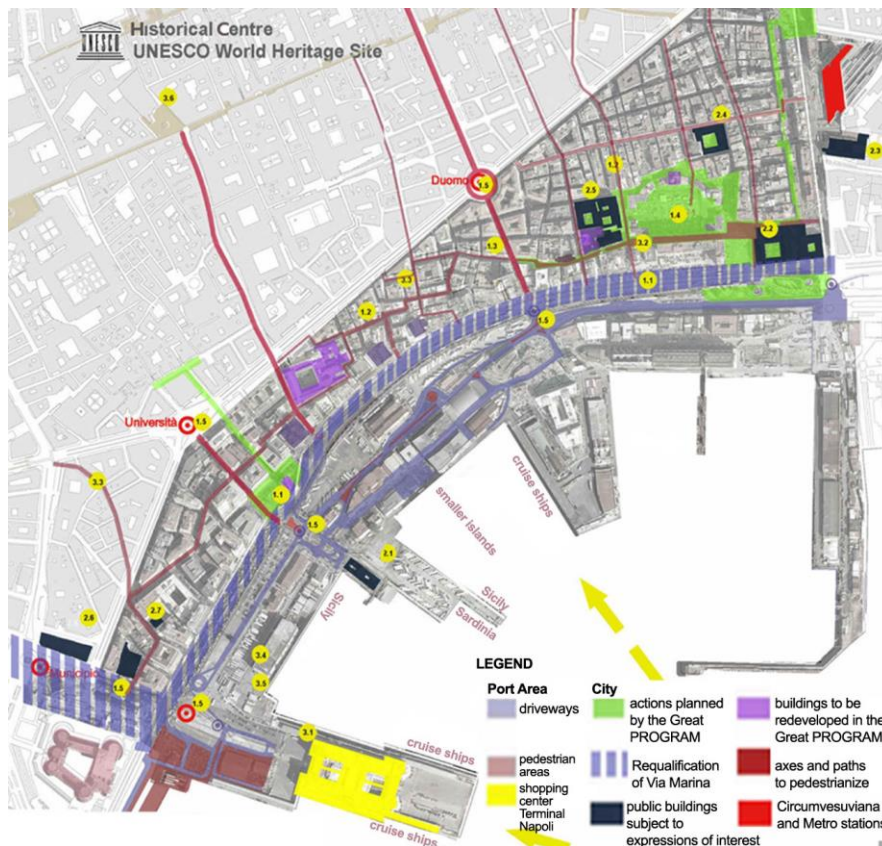 Historical Centre
UNESCO World Heritage Site
UNESCO
3.6
2.4
2.3
1.2
Duomo
1.5
2.5
1.4
2.2
3.2
1.3
1.1
3.3
1.2
1.5
Università
1.5
3.3
1.1
1.5
cruise ships
smaller islands
2.1
Sicily
Sardinia
Sicily
2.6
2.7
Municipio
1.5
3.4
3.5
1.5
3.1
cruise ships
cruise ships
LEGEND
Port Area
driveways
pedestrian
areas
shopping
center
Terminal
Napoli
City
actions planned
by the Great
PROGRAM
Requalification
of Via Marina
public buildings
subject to
expressions of interest
buildings to be
redeveloped in the
Great PROGRAM
axes and paths
to pedestrianize
Circumvesuviana
and Metro stations